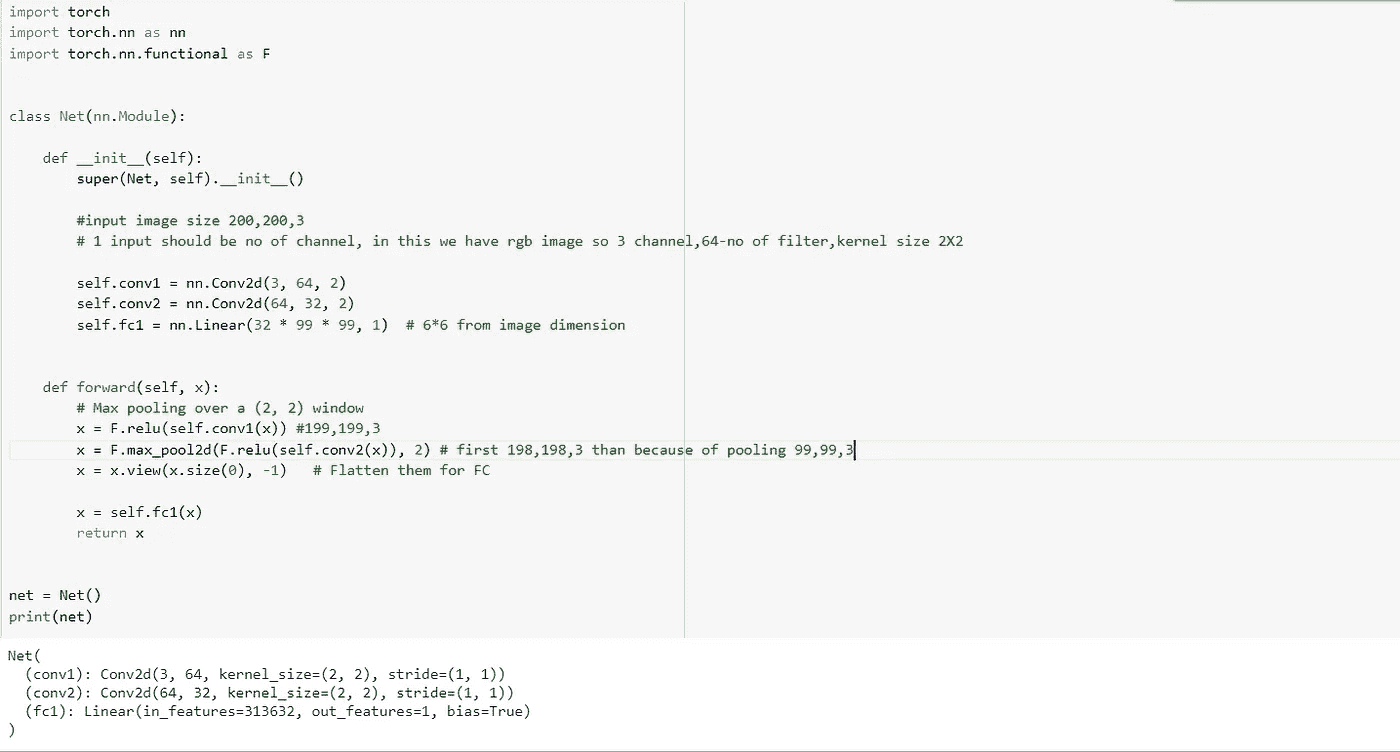 import torch
import torch.nn as nn
import torch.nn.functional as F
class Net(nn.Module):
    def __init__(self):
        super(Net, self).__init__()
        #input image size 200,200,3
        # 1 input should be no of channel, in this we have rgb image so 3 channel,64-no of filter,kernel size 2X2
        self.conv1 = nn.Conv2d(3, 64, 2)
        self.conv2 = nn.Conv2d(64, 32, 2)
        self.fc1 = nn.Linear(32 * 99 * 99, 1)  # 6*6 from image dimension
    def forward(self, x):
        # Max pooling over a (2, 2) window
        x = F.relu(self.conv1(x)) #199,199,3
        x = F.max_pool2d(F.relu(self.conv2(x)), 2) # first 198,198,3 than because of pooling 99,99,3
        x = x.view(x.size(0), -1)   # Flatten them for FC
        x = self.fc1(x)
        return x
net = Net()
print(net)
Net(
  (conv1): Conv2d(3, 64, kernel_size=(2, 2), stride=(1, 1))
  (conv2): Conv2d(64, 32, kernel_size=(2, 2), stride=(1, 1))
  (fc1): Linear(in_features=313632, out_features=1, bias=True)
)